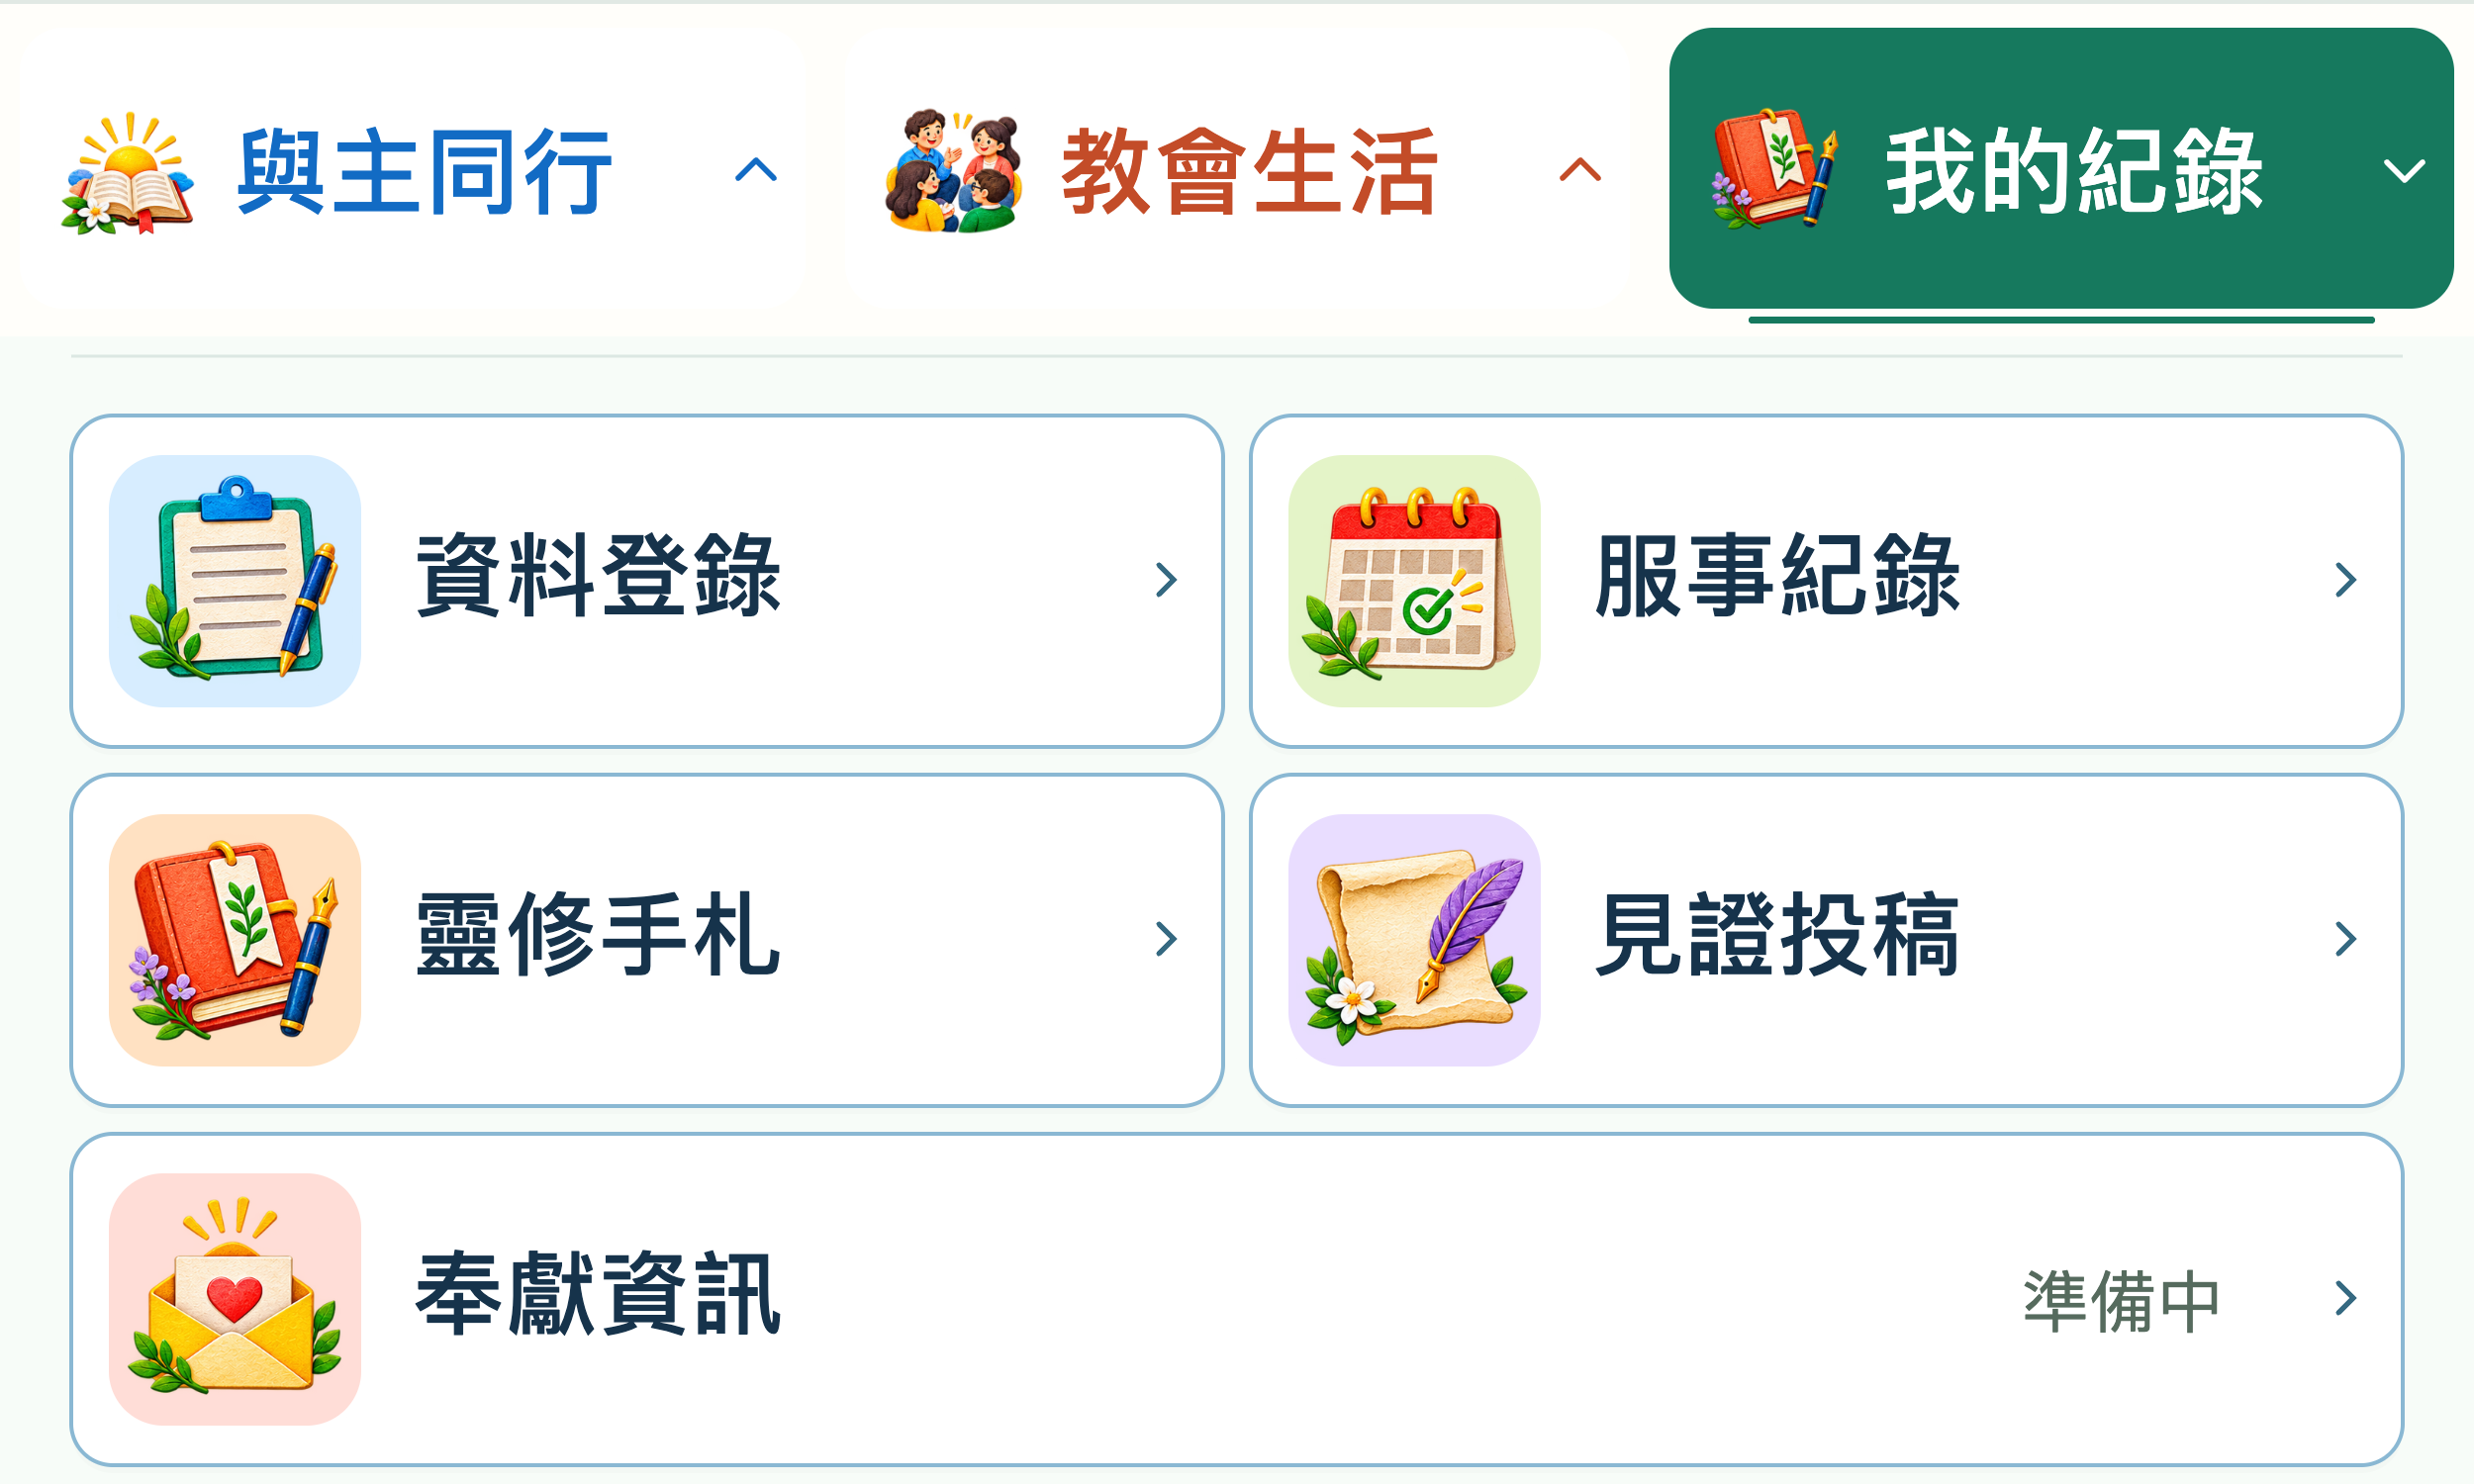 與主同行
教會生活
我的紀錄
資料登錄
服事紀錄
靈修手札
見證投稿
奉獻資訊
準備中